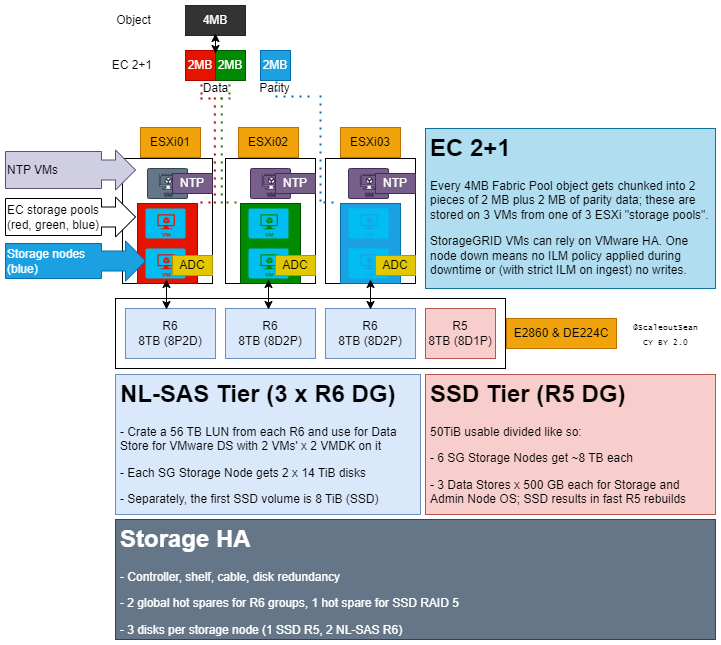 Object
4MB
EC 2+1
2MB
2MB
2MB
Data
Parity
ESXi01
ESXi02
ESXi03
NTP VMs
NTP
NTP
NTP
EC storage pools
(red, green, blue)
Storage nodes
(blue)
VM
VM
VM
VM
VM
VM
ADC
ADC
ADC
EC 2+1
Every 4MB Fabric Pool object gets chunked into 2
pieces of 2 MB plus 2 MB of parity data; these are
stored on 3 VMs from one of 3 ESXi "storage pools".
StorageGRID VMs can rely on VMware HA. One
node down means no ILM policy applied during
downtime or (with strict ILM on ingest) no writes.
R6
8TB (8P2D)
R6
8TB (8D2P)
R6
8TB (8D2P)
R5
8TB (8D1P)
E2860 & DE224C
@ScaleoutSean
CY BY 2.0
NL-SAS Tier (3 x R6 DG)
- Crate a 56 TB LUN from each R6 and use for Data
Store for VMware DS with 2 VMs' x 2 VMDK on it
- Each SG Storage Node gets 2 x 14 TiB disks
- Separately, the first SSD volume is 8 TiB (SSD)
SSD Tier (R5 DG)
50TiB usable divided like so:
- 6 SG Storage Nodes get ~8 TB each
- 3 Data Stores x 500 GB each for Storage and
Admin Node OS; SSD results in fast R5 rebuilds
Storage HA
- Controller, shelf, cable, disk redundancy
- 2 global hot spares for R6 groups, 1 hot spare for SSD RAID 5
- 3 disks per storage node (1 SSD R5, 2 NL-SAS R6)